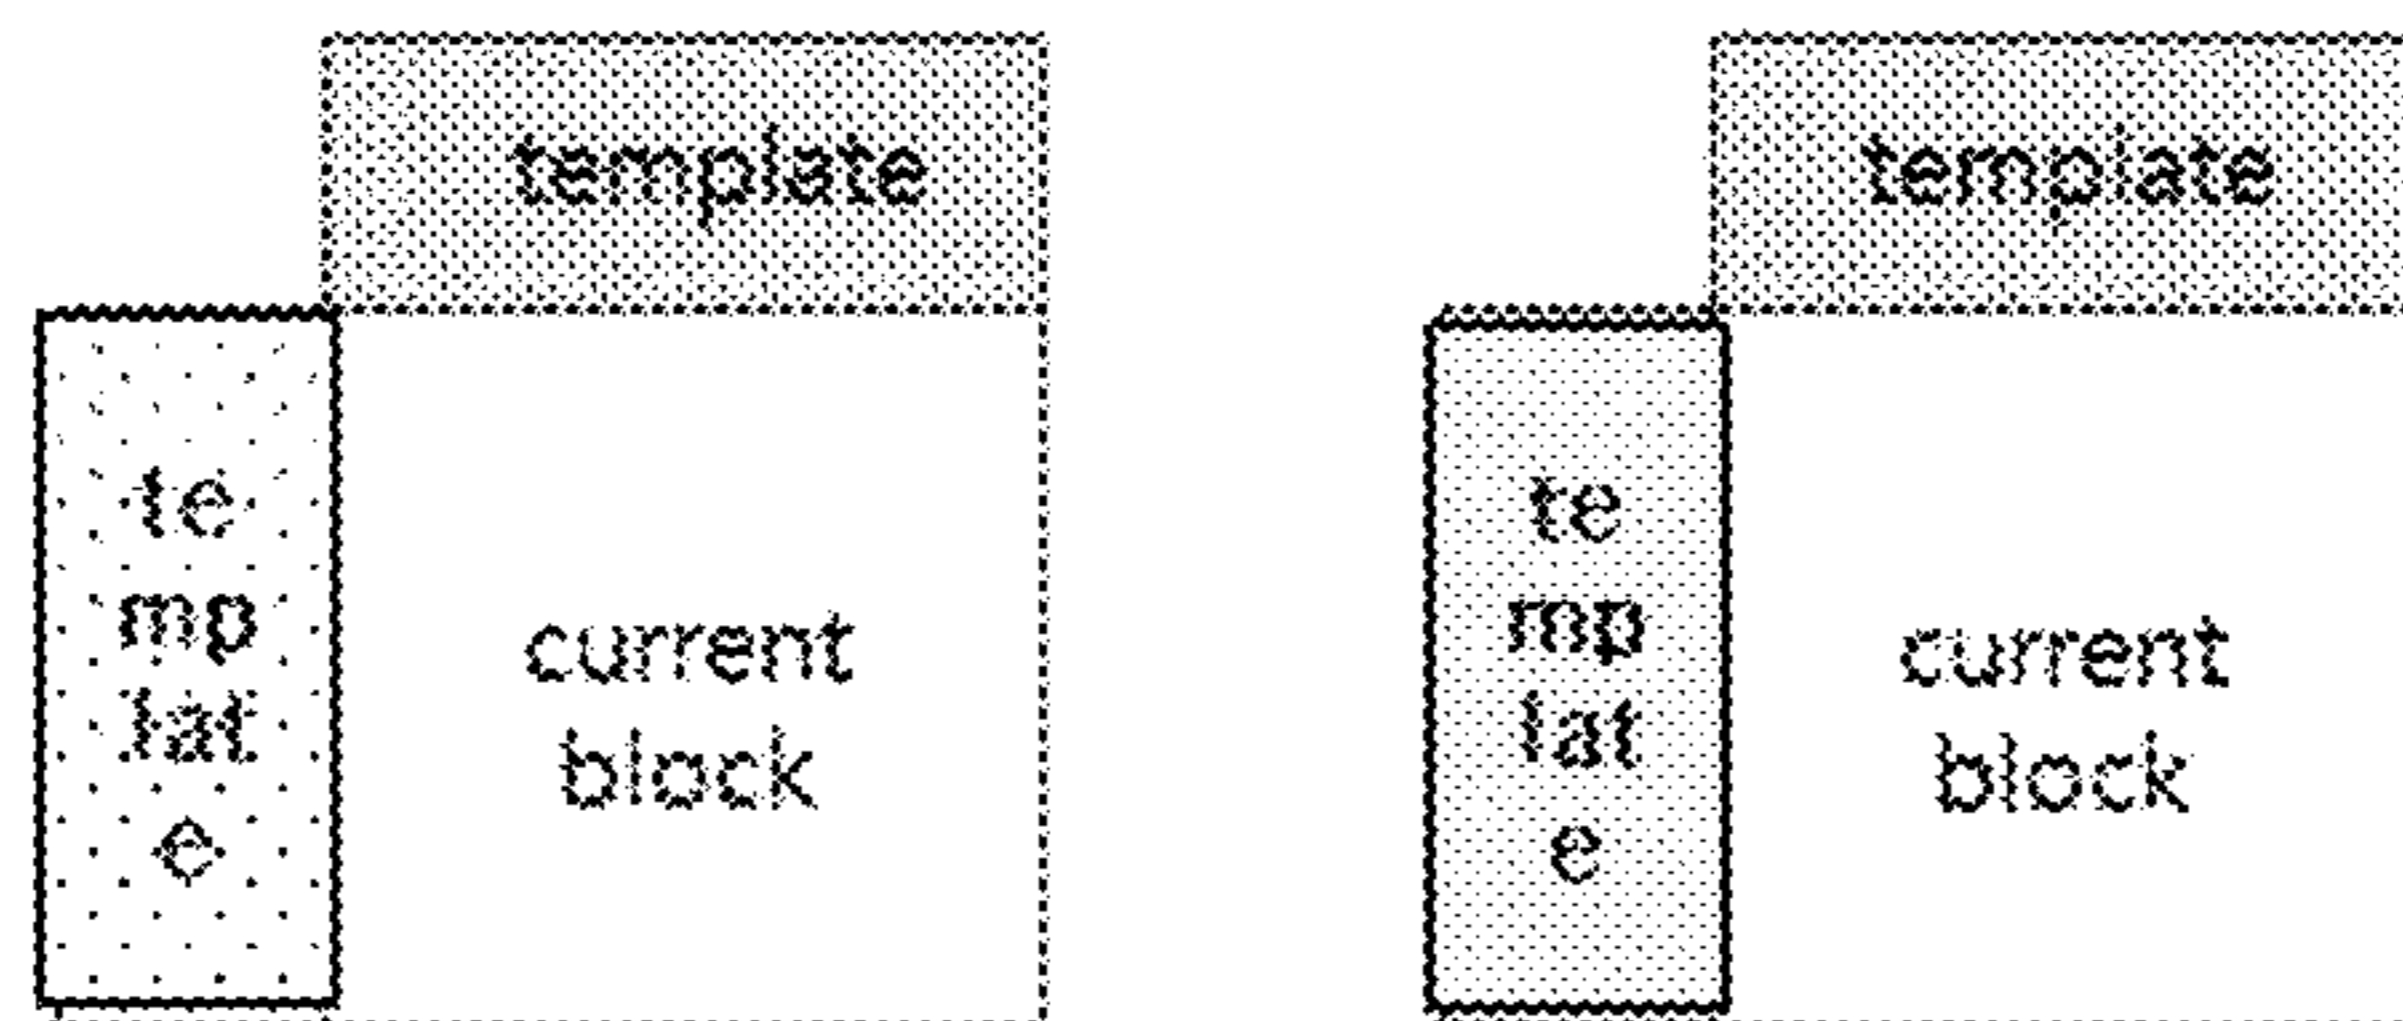 template
te
mp
lat
e
current
block
template
te
mp
lat
e
current
block